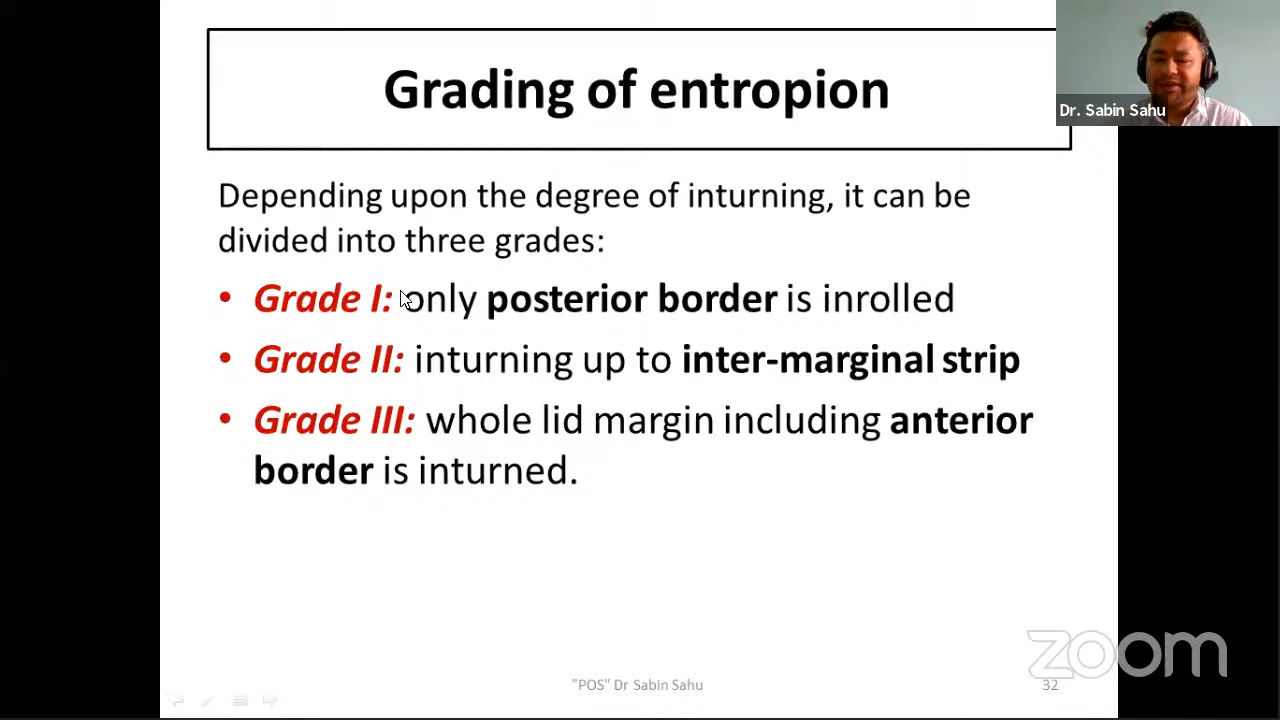 Grading of entropion
Dr. Sabin Sahu
Depending upon the degree of inturning, it can be
divided into three grades:
• Grade I: only posterior border is inrolled
• Grade II: inturning up to inter-marginal strip
• Grade III: whole lid margin including anterior
border is inturned.
zoom
"POS" Dr Sabin Sahu
32